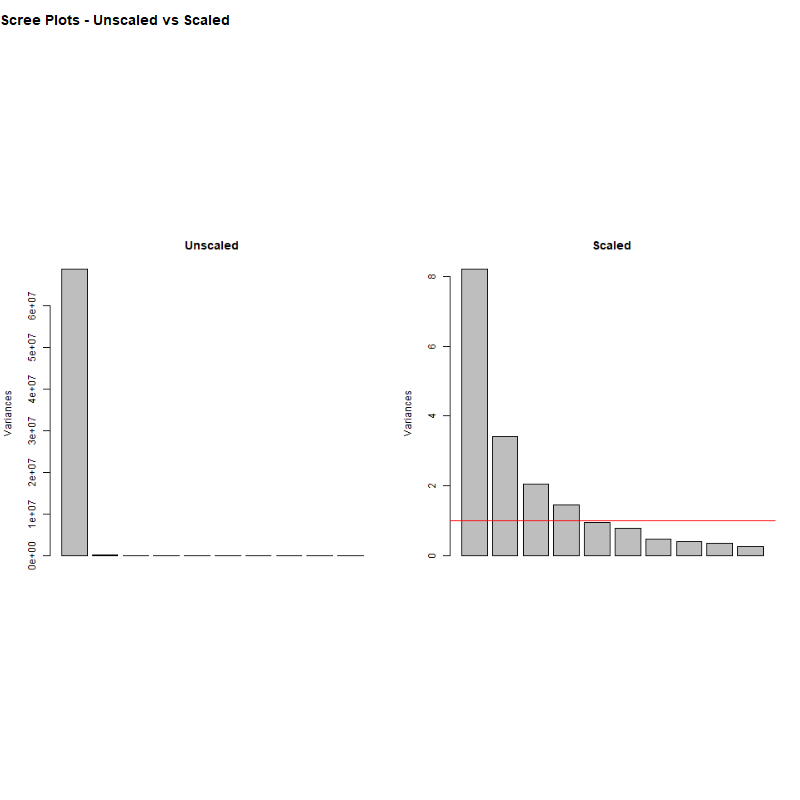 Scree Plots - Unscaled vs Scaled
Unscaled
Variances
6e+07
5e+07
4e+07
3e+07
2e+07
1e+07
0e+00
Scaled
Variances
8
6
4
2
0